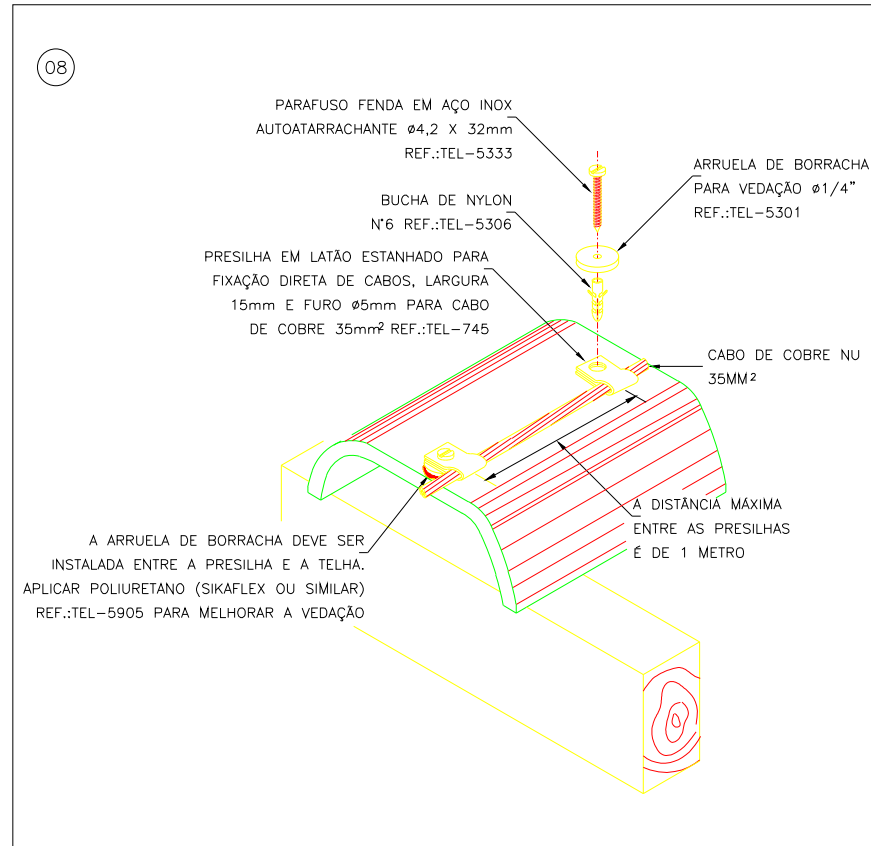 08
PARAFUSO FENDA EM AÇO INOX
AUTOATARRACHANTE ø4,2 X 32mm
REF.:TEL-5333
ARRUELA DE BORRACHA
PARA VEDAÇÃO ø1/4"
REF.:TEL-5301
BUCHA DE NYLON
N°6 REF.:TEL-5306
PRESILHA EM LATÃO ESTANHADO PARA
FIXAÇÃO DIRETA DE CABOS, LARGURA
15mm E FURO ø5mm PARA CABO
DE COBRE 35mm² REF.:TEL-745
CABO DE COBRE NU
35MM²
A DISTÂNCIA MÁXIMA
ENTRE AS PRESILHAS
É DE 1 METRO
A ARRUELA DE BORRACHA DEVE SER
INSTALADA ENTRE A PRESILHA E A TELHA.
APLICAR POLIURETANO (SIKAFLEX OU SIMILAR)
REF.:TEL-5905 PARA MELHORAR A VEDAÇÃO